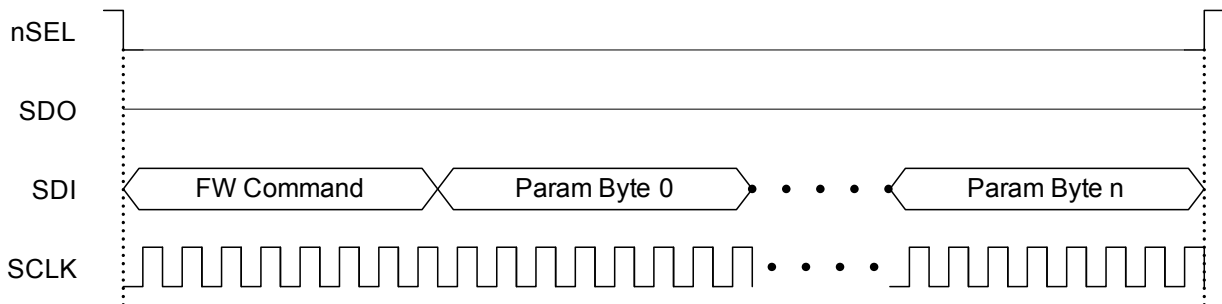 nSEL
SDO
SDI FW Command Param Byte 0 Param Byte n
SCLK